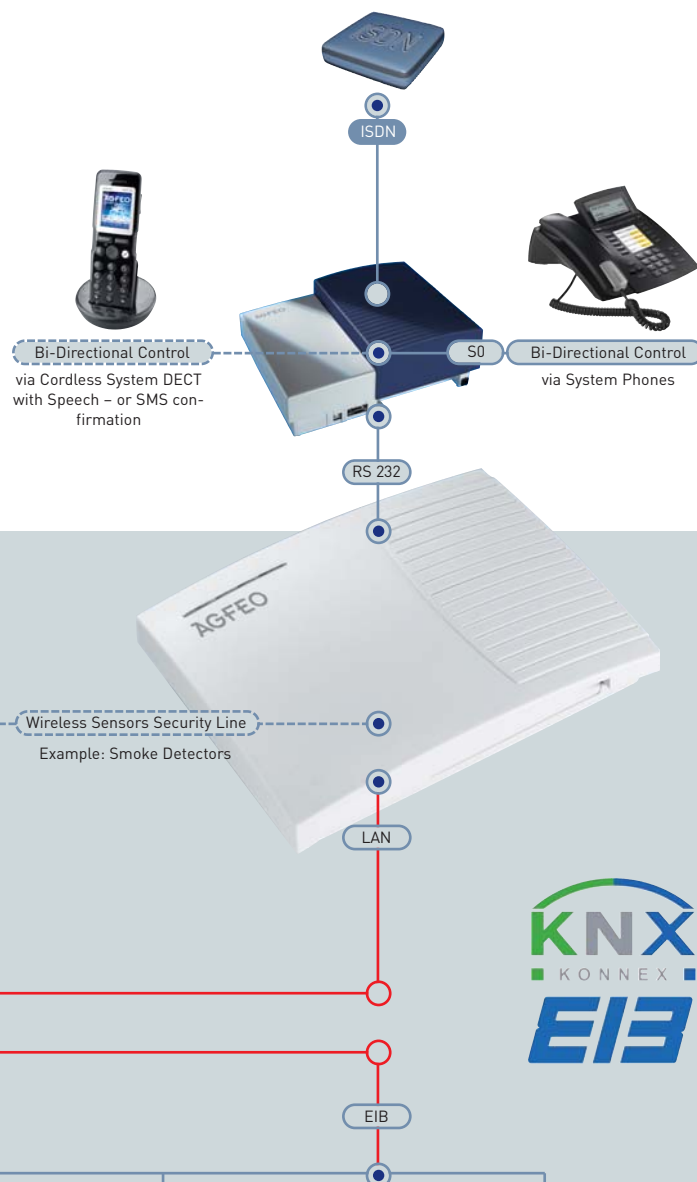 ISDN
ISDN
AGFEO
AGFEO
Bi-Directional Control
S0
Bi-Directional Control
via Cordless System DECT
with Speech – or SMS con-
firmation
via System Phones
RS 232
AGFEO
Wireless Sensors Security Line
Example: Smoke Detectors
LAN
KNX
KONNEX
EIB
EIB